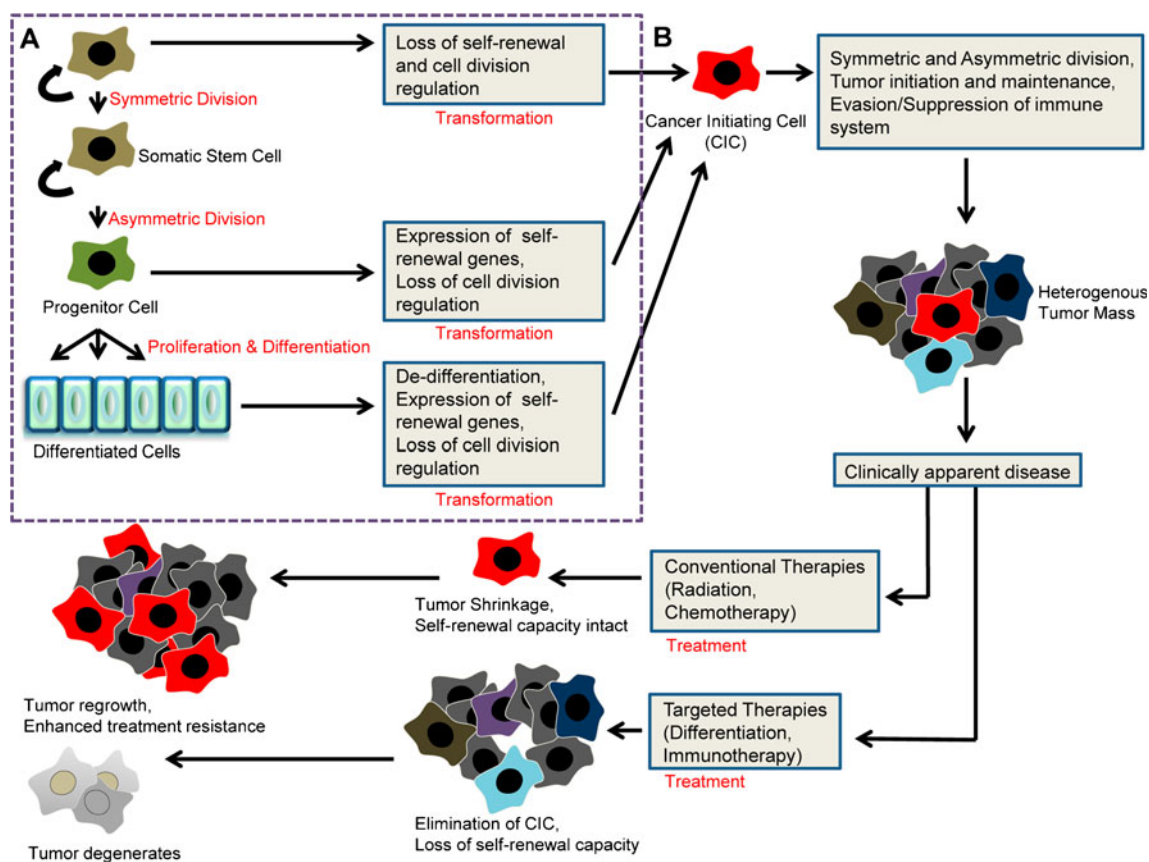 A
Symmetric Division
Somatic Stem Cell
Asymmetric Division
Progenitor Cell
Proliferation & Differentiation
Differentiated Cells
Loss of self-renewal
and cell division
regulation
Transformation
Expression of self-
renewal genes,
Loss of cell division
regulation
Transformation
De-differentiation,
Expression of self-
renewal genes,
Loss of cell division
regulation
Transformation
B
Cancer Initiating Cell
(CIC)
Symmetric and Asymmetric division,
Tumor initiation and maintenance,
Evasion/Suppression of immune
system
Heterogenous
Tumor Mass
Clinically apparent disease
Conventional Therapies
(Radiation,
Chemotherapy)
Treatment
Tumor Shrinkage,
Self-renewal capacity intact
Tumor regrowth,
Enhanced treatment resistance
Targeted Therapies
(Differentiation,
Immunotherapy)
Treatment
Elimination of CIC,
Loss of self-renewal capacity
Tumor degenerates